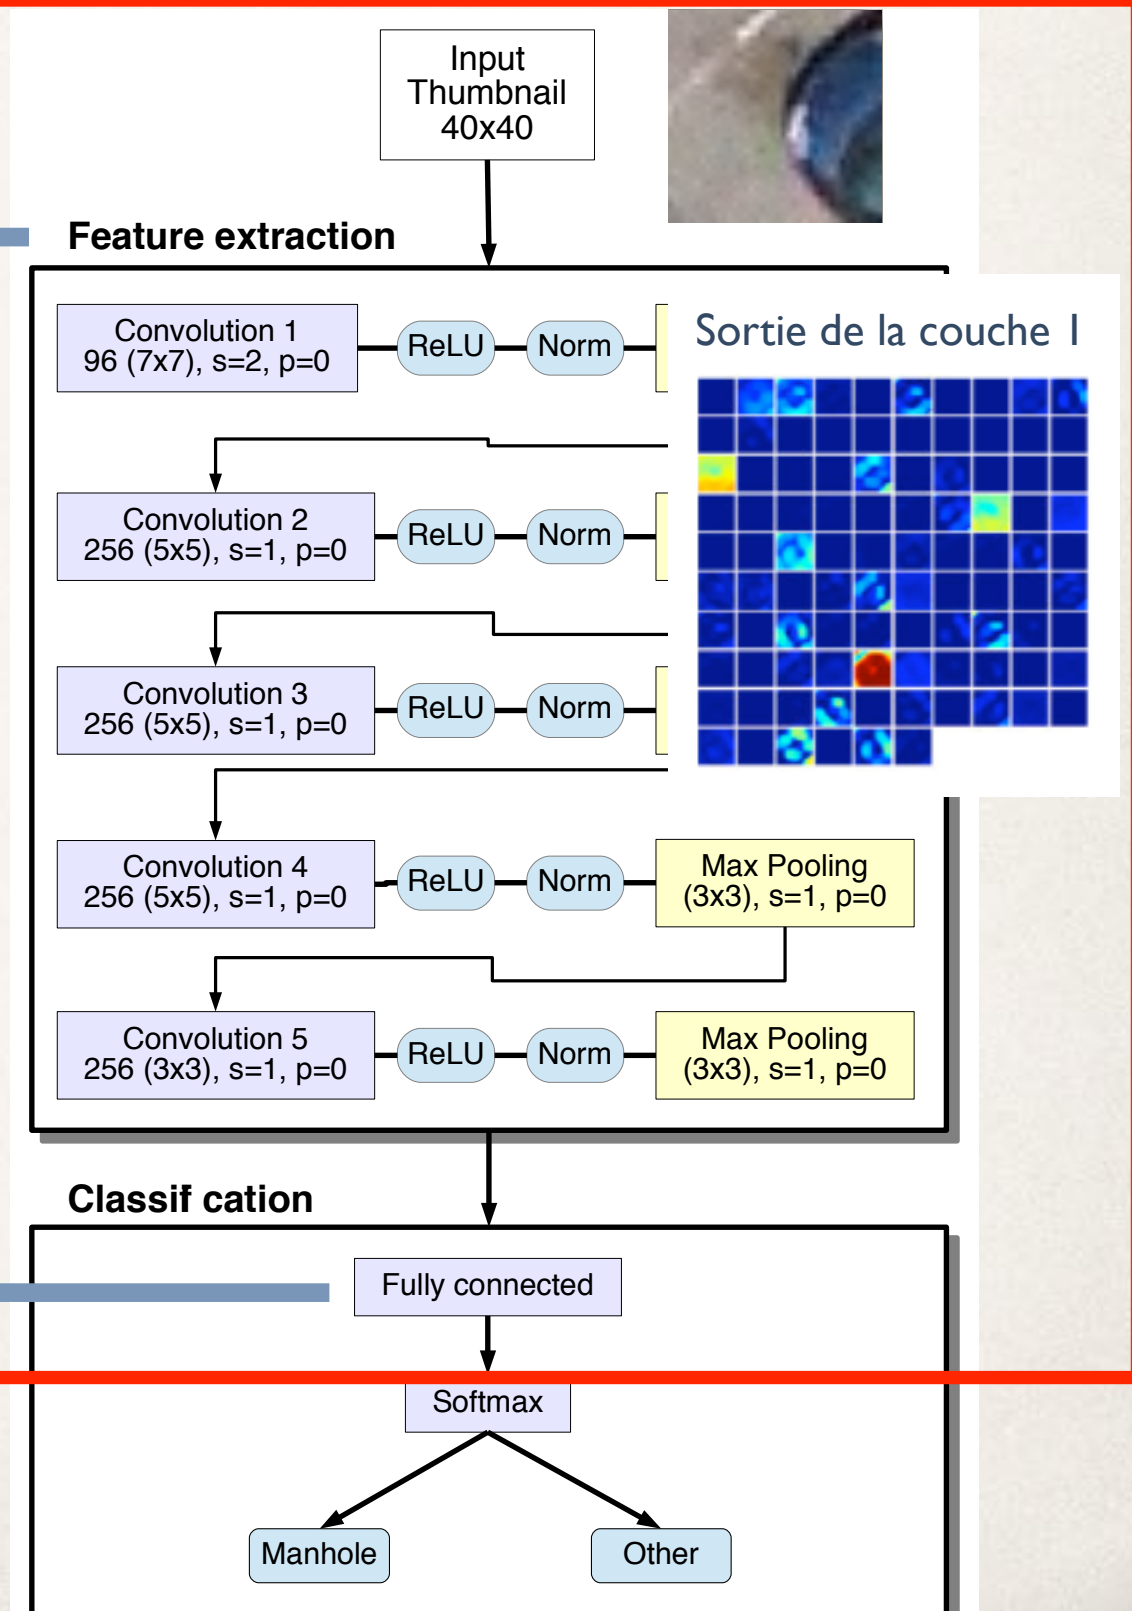 Input
Thumbnail
40x40
Feature extraction
Convolution 1
96 (7x7), s=2, p=0
ReLU
Norm
Sortie de la couche 1
Convolution 2
256 (5x5), s=1, p=0
ReLU
Norm
Convolution 3
256 (5x5), s=1, p=0
ReLU
Norm
Convolution 4
256 (5x5), s=1, p=0
ReLU
Norm
Max Pooling
(3x3), s=1, p=0
Convolution 5
256 (3x3), s=1, p=0
ReLU
Norm
Max Pooling
(3x3), s=1, p=0
Classif cation
Fully connected
Softmax
Manhole
Other